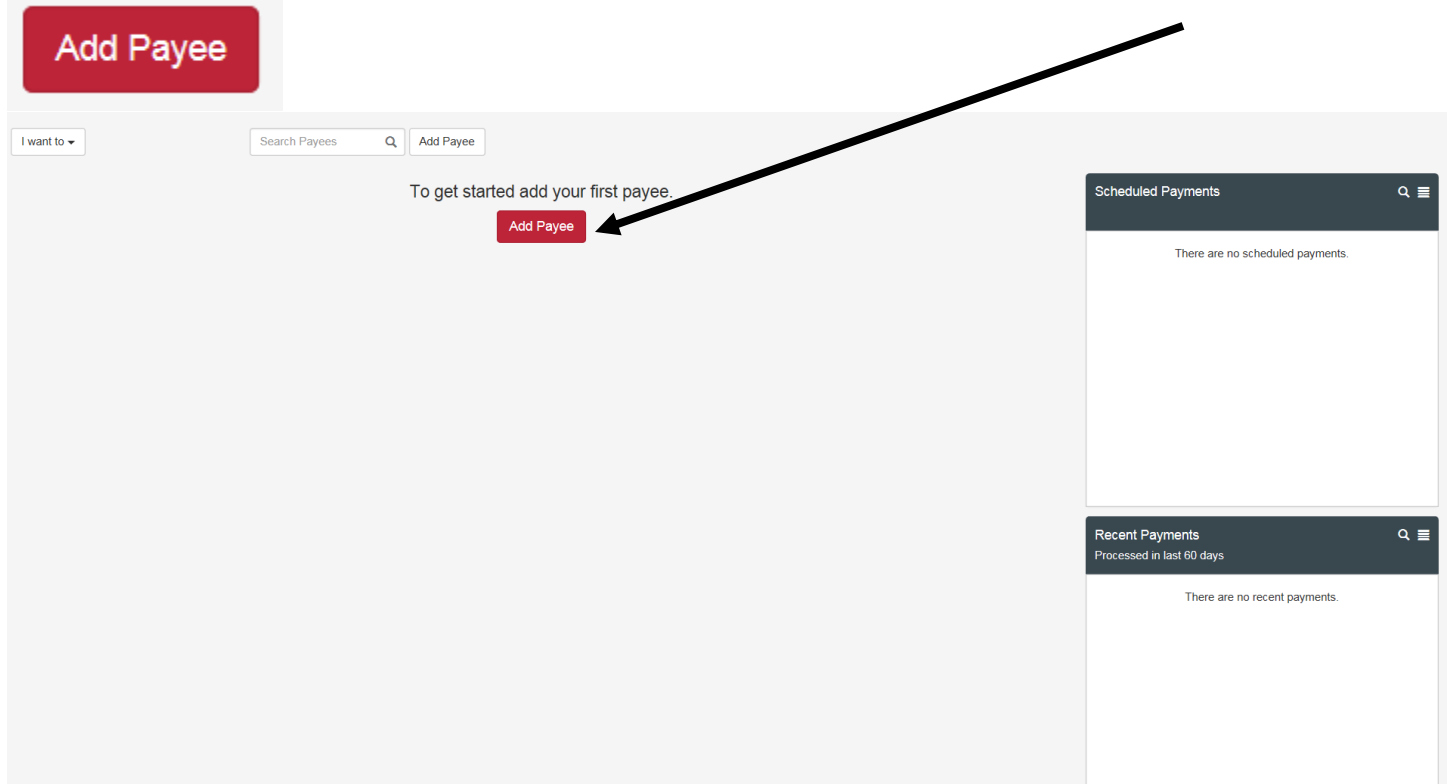 Add Payee
I want to
Search Payees
Add Payee
To get started add your first payee.
Add Payee
Scheduled Payments
There are no scheduled payments.
Recent Payments
Processed in last 60 days
There are no recent payments.